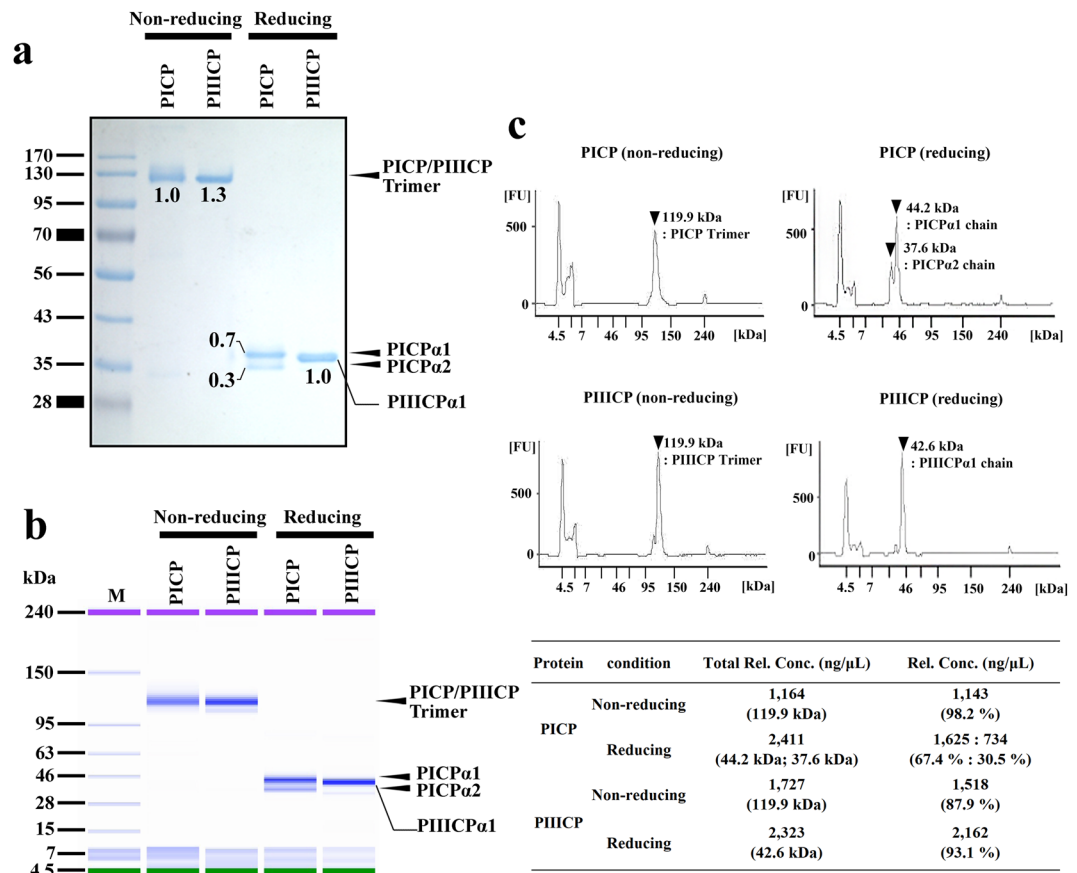 a
Non-reducing Reducing
PICP PIIICP PICP PIIICP
170
130
95
70
56
43
35
28
1.0 1.3
0.7
0.3
1.0
PICP/PIIICP
Trimer
PICPα1
PICPα2
PIIICPα1
b
Non-reducing Reducing
kDa
M PICP PIIICP PICP PIIICP
240
150
95
63
46
28
15
7
4.5
PICP/PIIICP
Trimer
PICPα1
PICPα2
PIIICPα1
c
PICP (non-reducing)
[FU]
500
0
119.9 kDa
: PICP Trimer
4.5 7 46 95 150 240 [kDa]
PICP (reducing)
[FU]
500
0
44.2 kDa
: PICPα1 chain
37.6 kDa
: PICPα2 chain
4.5 7 46 95 150 240 [kDa]
PIIICP (non-reducing)
[FU]
500
0
119.9 kDa
: PIIICP Trimer
4.5 7 46 95 150 240 [kDa]
PIIICP (reducing)
[FU]
500
0
42.6 kDa
: PIIICPα1 chain
4.5 7 46 95 150 240 [kDa]
Protein condition Total Rel. Conc. (ng/μL) Rel. Conc. (ng/μL)
PICP
Non-reducing 1,164 1,143
(119.9 kDa) (98.2 %)
Reducing 2,411 1,625 : 734
(44.2 kDa; 37.6 kDa) (67.4 % : 30.5 %)
PIIICP
Non-reducing 1,727 1,518
(119.9 kDa) (87.9 %)
Reducing 2,323 2,162
(42.6 kDa) (93.1 %)